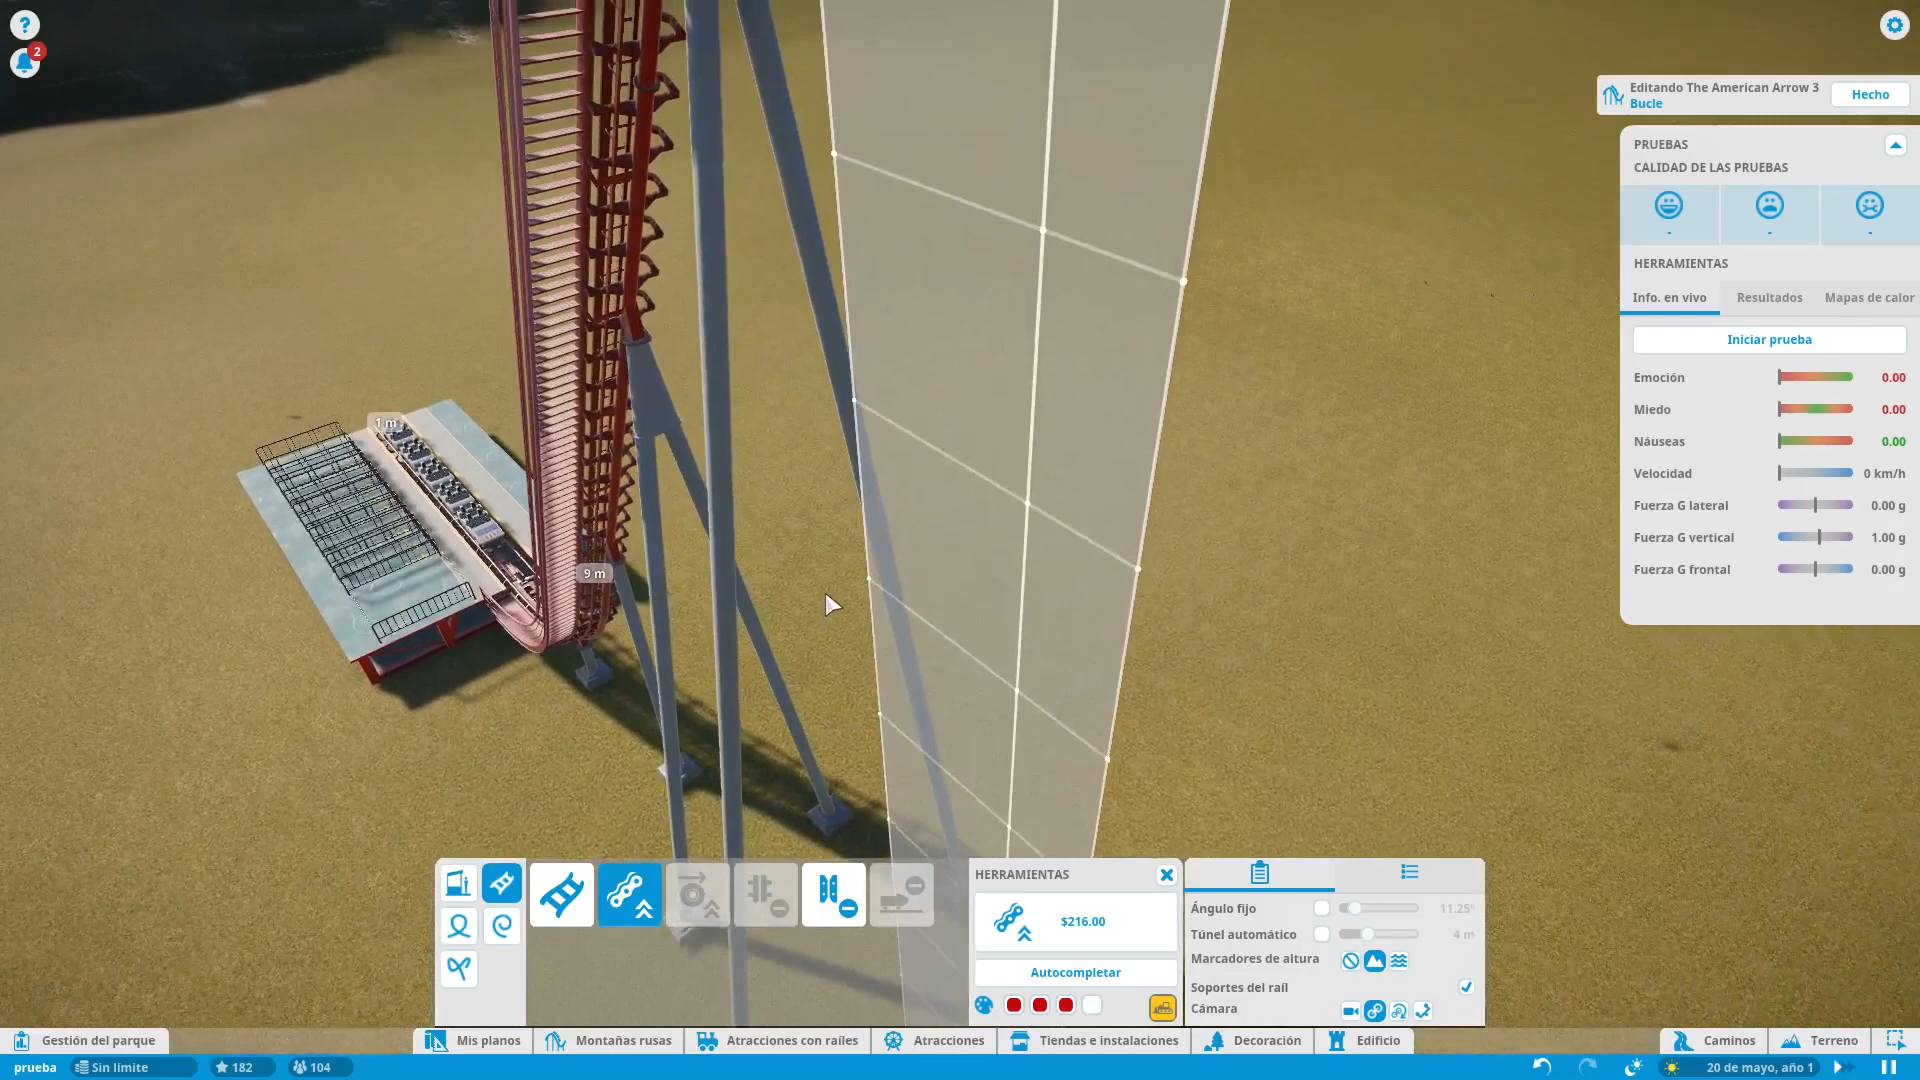 ?
2
Editando The American Arrow 3
Bucle
Hecho
PRUEBAS
CALIDAD DE LAS PRUEBAS
- - -
HERRAMIENTAS
Info. en vivo Resultados Mapas de calor
Iniciar prueba
Emoción 0.00
Miedo 0.00
Náuseas 0.00
Velocidad 0 km/h
Fuerza G lateral 0.00 g
Fuerza G vertical 1.00 g
Fuerza G frontal 0.00 g
1 m
9 m
HERRAMIENTAS
$216.00
Autocompletar
Ángulo fijo 11.25°
Túnel automático 4 m
Marcadores de altura
Soportes del raíl
Cámara
Gestión del parque
Mis planos
Montañas rusas
Atracciones con raíles
Atracciones
Tiendas e instalaciones
Decoración
Edificio
Caminos
Terreno
prueba
Sin límite
182
104
20 de mayo, año 1